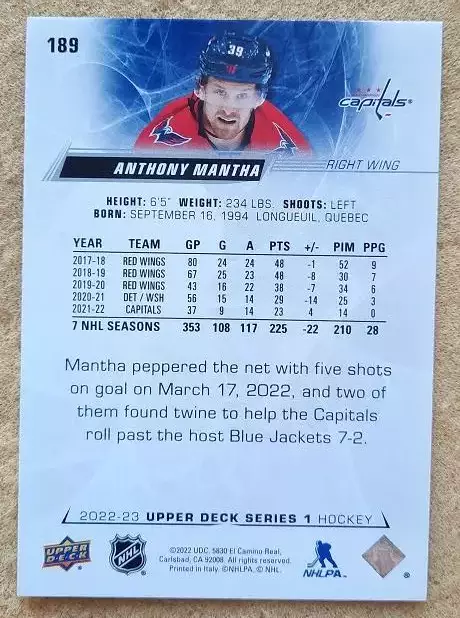 189
39
capitals®
ANTHONY MANTHA
RIGHT WING
HEIGHT: 6'5" WEIGHT: 234 LBS. SHOOTS: LEFT
BORN: SEPTEMBER 16, 1994 LONGUEUIL, QUEBEC
YEAR TEAM GP G A PTS +/- PIM PPG
2017-18 RED WINGS 80 24 24 48 -1 52 9
2018-19 RED WINGS 67 25 23 48 -8 30 7
2019-20 RED WINGS 43 16 22 38 -7 34 6
2020-21 DET / WSH 56 15 14 29 -14 25 3
2021-22 CAPITALS 37 9 14 23 4 14 0
7 NHL SEASONS 353 108 117 225 -22 210 28
Mantha peppered the net with five shots
on goal on March 17, 2022, and two of
them found twine to help the Capitals
roll past the host Blue Jackets 7-2.
2022-23 UPPER DECK SERIES 1 HOCKEY
UPPER DECK
NHL
©2022 UDC. 5830 El Camino Real,
Carlsbad, CA 92008. All rights reserved.
Printed in Italy. ©NHLPA, © NHL.
NHLPA
®